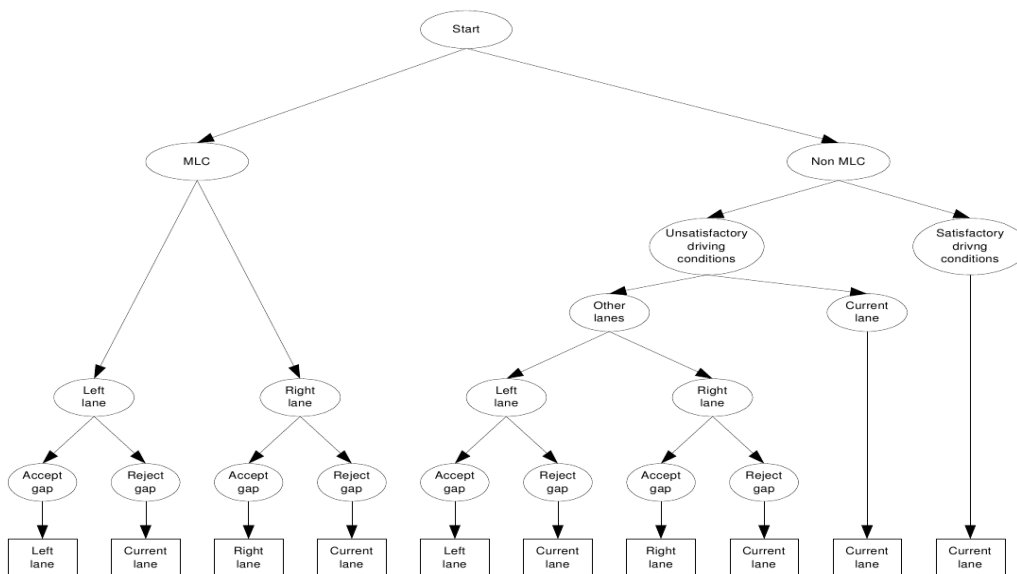 Start
MLC
Non MLC
Unsatisfactory
driving
conditions
Satisfactory
drivng
conditions
Other
lanes
Current
lane
Left
lane
Right
lane
Left
lane
Right
lane
Accept
gap
Reject
gap
Accept
gap
Reject
gap
Accept
gap
Reject
gap
Accept
gap
Reject
gap
Left
lane
Current
lane
Right
lane
Current
lane
Left
lane
Current
lane
Right
lane
Current
lane
Current
lane
Current
lane